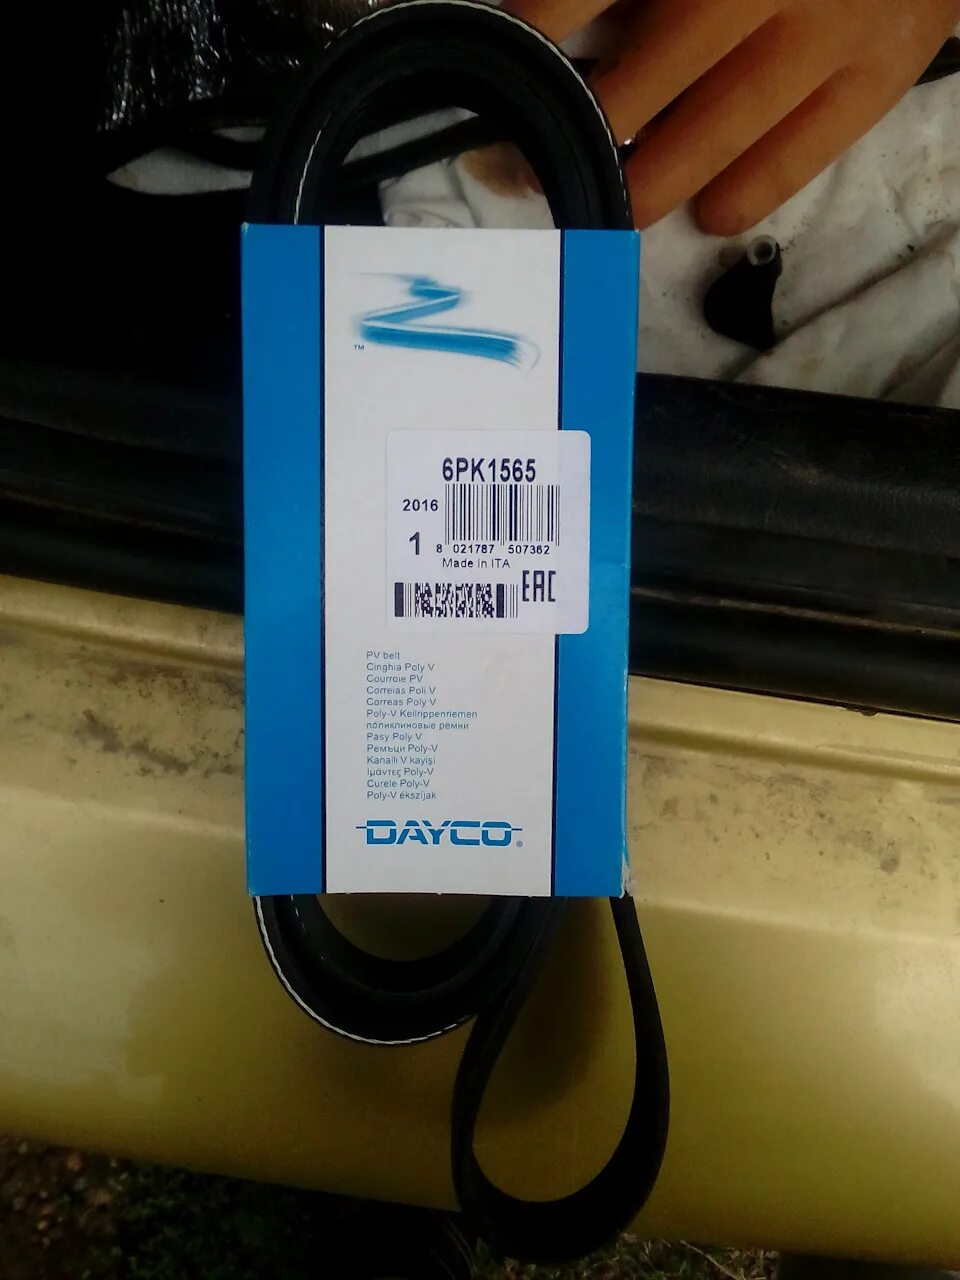 TM
6PK1565
2016
1
8 021787 507362
Made in ITA
EAC
PV belt
Cinghia Poly V
Courroie PV
Correias Poli V
Correas Poly V
Poly-V Keilrippenriemen
поликлиновые ремни
Pasy Poly V
Ремъци Poly-V
Kanallı V kayişi
Ιμάντες Poly-V
Curele Poly-V
Poly-V ékszíjak
DAYCO®